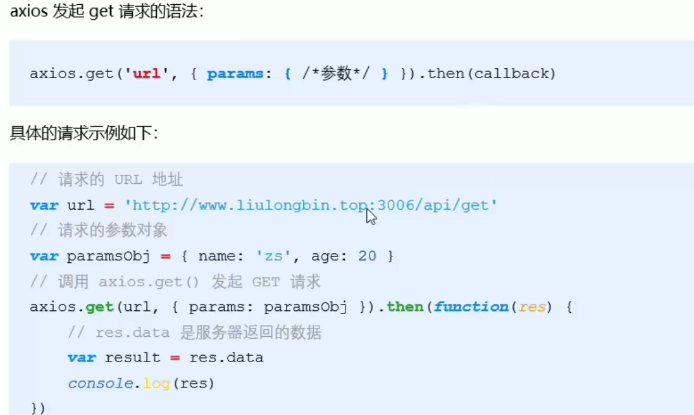 axios 发起 get 请求的语法：
axios.get('url', { params: { /*参数*/ } }).then(callback)
具体的请求示例如下：
// 请求的 URL 地址
var url = 'http://www.liulongbin.top:3006/api/get'
// 请求的参数对象
var paramsObj = { name: 'zs', age: 20 }
// 调用 axios.get() 发起 GET 请求
axios.get(url, { params: paramsObj }).then(function(res) {
// res.data 是服务器返回的数据
var result = res.data
console.log(res)
})